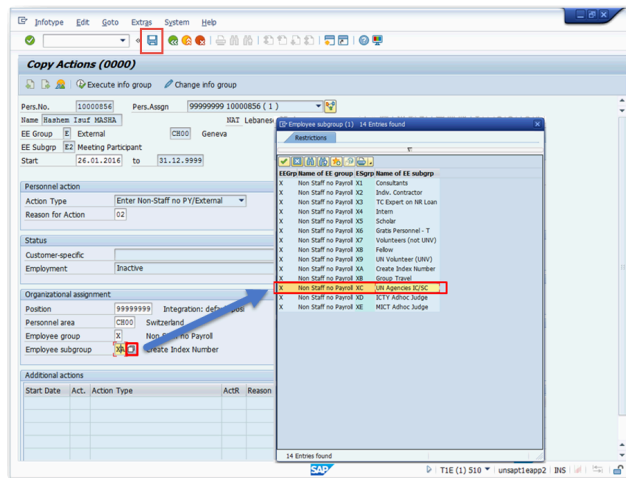 Infotype Edit Goto Extras System Help
Copy Actions (0000)
Execute info group Change info group
Pers.No. 10000856 Pers.Assgn 99999999 10000856 ( 1 )
Name Hashem Isuf MASHA NAT Lebanes
EE Group E External CH00 Geneva
EE Subgrp E2 Meeting Participant
Start 26.01.2016 to 31.12.9999
Personnel action
Action Type Enter Non-Staff no PY/External
Reason for Action 02
Status
Customer-specific
Employment Inactive
Organizational assignment
Position 99999999 Integration: default posi
Personnel area CH00 Switzerland
Employee group X Non Staff no Payroll
Employee subgroup XA Create Index Number
Additional actions
Start Date Act. Action Type ActR Reason
Employee subgroup (1) 14 Entries found
Restrictions
EEGrp Name of EE group ESgrp Name of EE subgrp
X Non Staff no Payroll X1 Consultants
X Non Staff no Payroll X2 Indiv. Contractor
X Non Staff no Payroll X3 TC Expert on NR Loan
X Non Staff no Payroll X4 Intern
X Non Staff no Payroll X5 Scholar
X Non Staff no Payroll X6 Gratis Personnel - T
X Non Staff no Payroll X7 Volunteers (not UNV)
X Non Staff no Payroll X8 Fellow
X Non Staff no Payroll X9 UN Volunteer (UNV)
X Non Staff no Payroll XA Create Index Number
X Non Staff no Payroll XB Group Travel
X Non Staff no Payroll XC UN Agencies IC/SC
X Non Staff no Payroll XD ICTY Adhoc Judge
X Non Staff no Payroll XE MICT Adhoc Judge
14 Entries found
SAP T1E (1) 510 unsapt1eapp2 INS